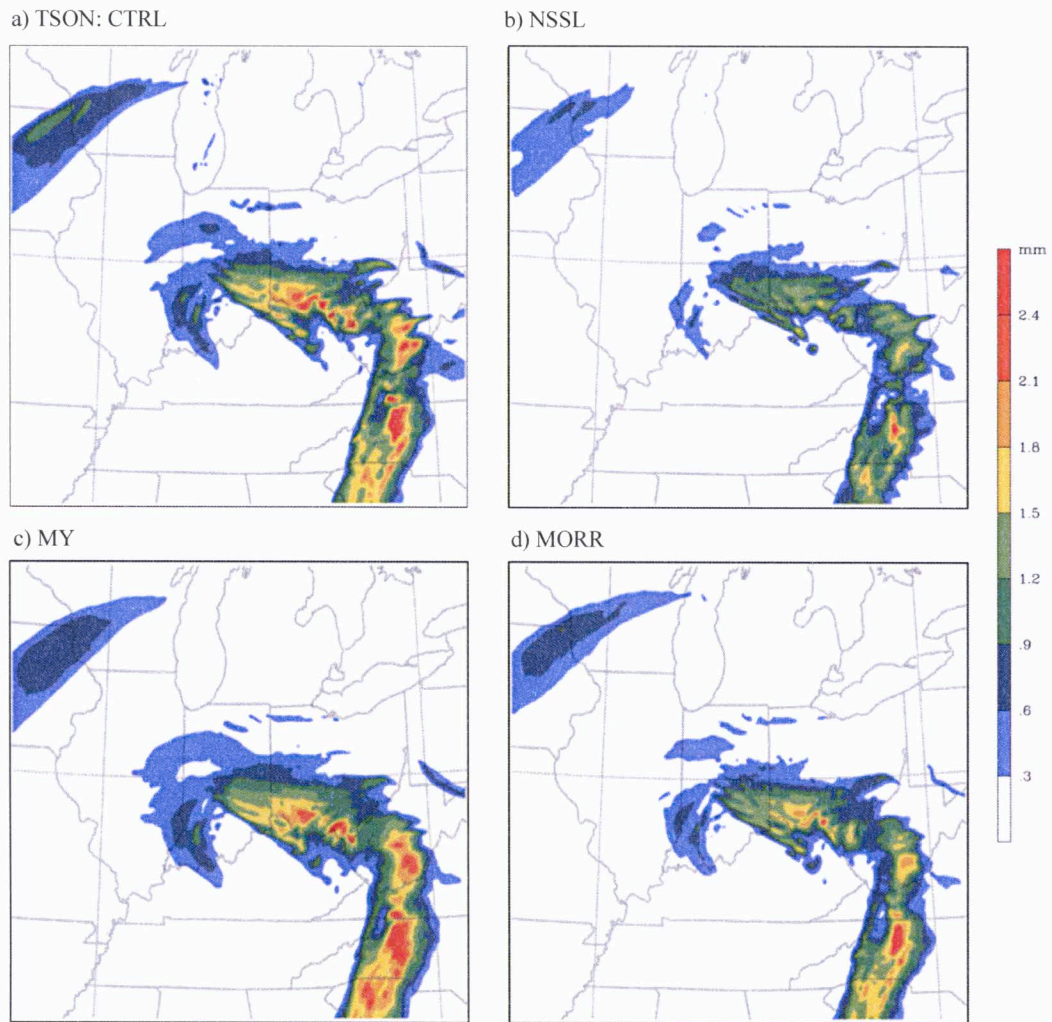 a) TSON: CTRL
b) NSSL
mm
2.4
2.1
1.8
1.5
1.2
.9
.6
.3
c) MY
d) MORR